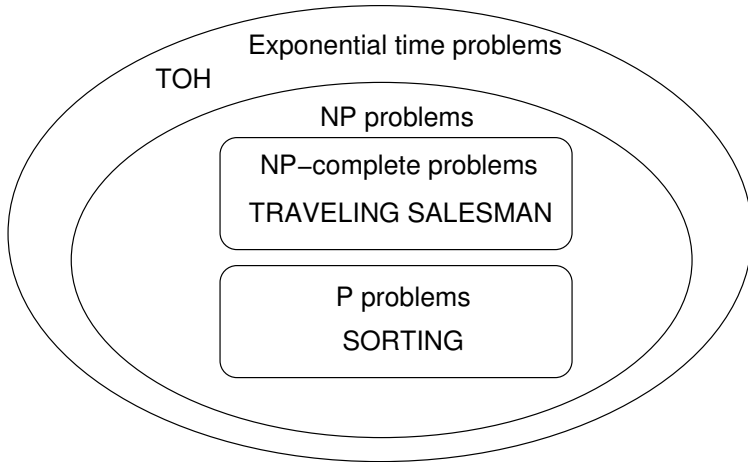 Exponential time problems
TOH
NP problems
NP−complete problems
TRAVELING SALESMAN
P problems
SORTING